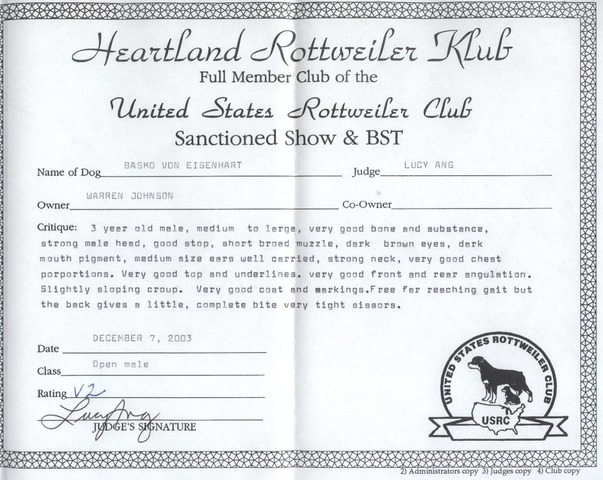 Heartland Rottweiler Klub
Full Member Club of the
United States Rottweiler Club
Sanctioned Show & BST
Name of Dog BASKO VON EISENHART Judge LUCY ANG
Owner WARREN JOHNSON Co-Owner
Critique: 3 year old male, medium to large, very good bone and substance,
strong male head, good stop, short broad muzzle, dark brown eyes, dark
mouth pigment, medium size ears well carried, strong neck, very good chest
porportions. Very good top and underlines. very good front and rear angulation.
Slightly sloping croup. Very good coat and markings.Free far reaching gait but
the back gives a little, complete bite very tight sissors.
Date DECEMBER 7, 2003
Class Open male
Rating V2
Lucy Ang
JUDGE'S SIGNATURE
UNITED STATES ROTTWEILER CLUB
USRC
2) Administrators copy 3) Judges copy 4) Club copy